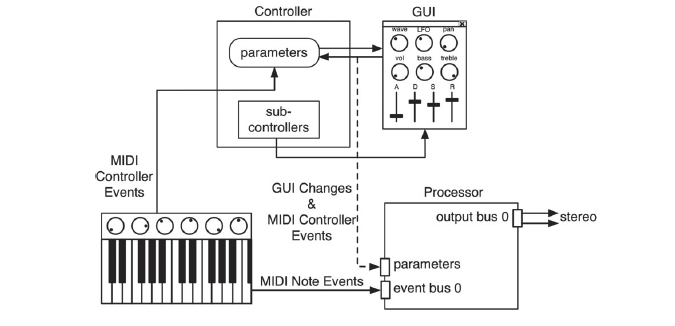 Controller
GUI
parameters
wave LFO pan
vol bass treble
A D S R
sub-
controllers
MIDI
Controller
Events
GUI Changes
&
MIDI Controller
Events
Processor
output bus 0
stereo
parameters
event bus 0
MIDI Note Events